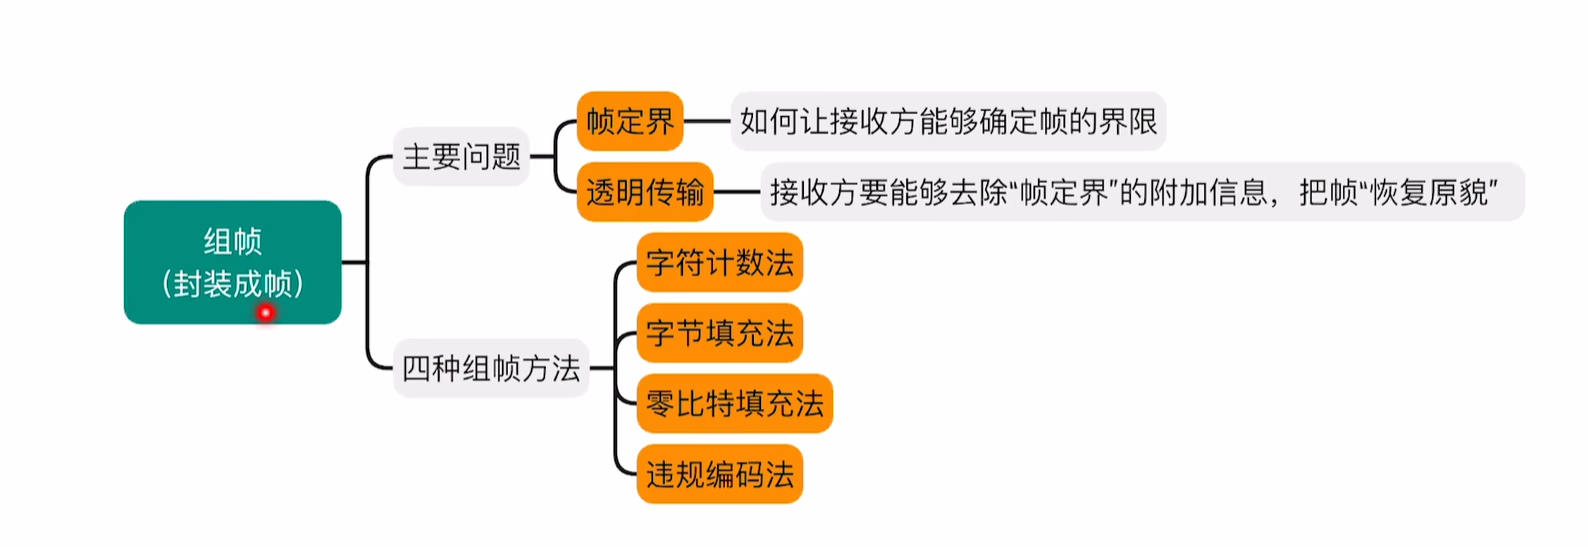 组帧
（封装成帧）
主要问题
帧定界
如何让接收方能够确定帧的界限
透明传输
接收方要能够去除“帧定界”的附加信息，把帧“恢复原貌”
四种组帧方法
字符计数法
字节填充法
零比特填充法
违规编码法